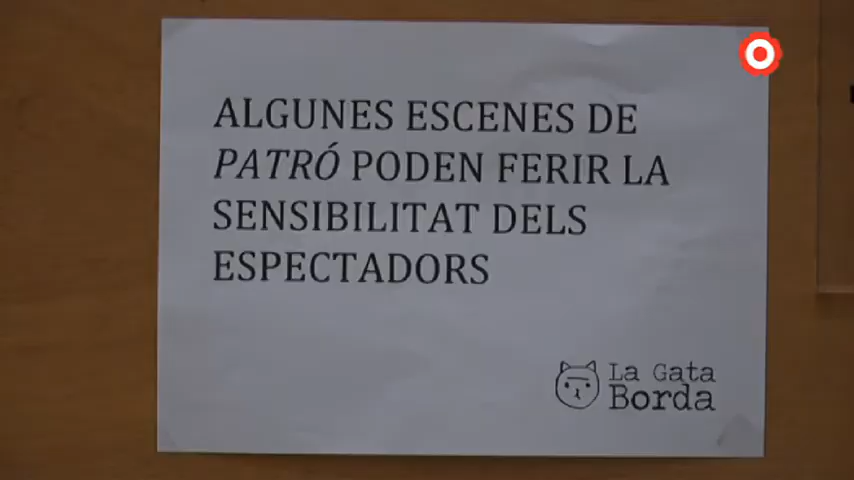 ALGUNES ESCENES DE
PATRÓ PODEN FERIR LA
SENSIBILITAT DELS
ESPECTADORS
La Gata
Borda